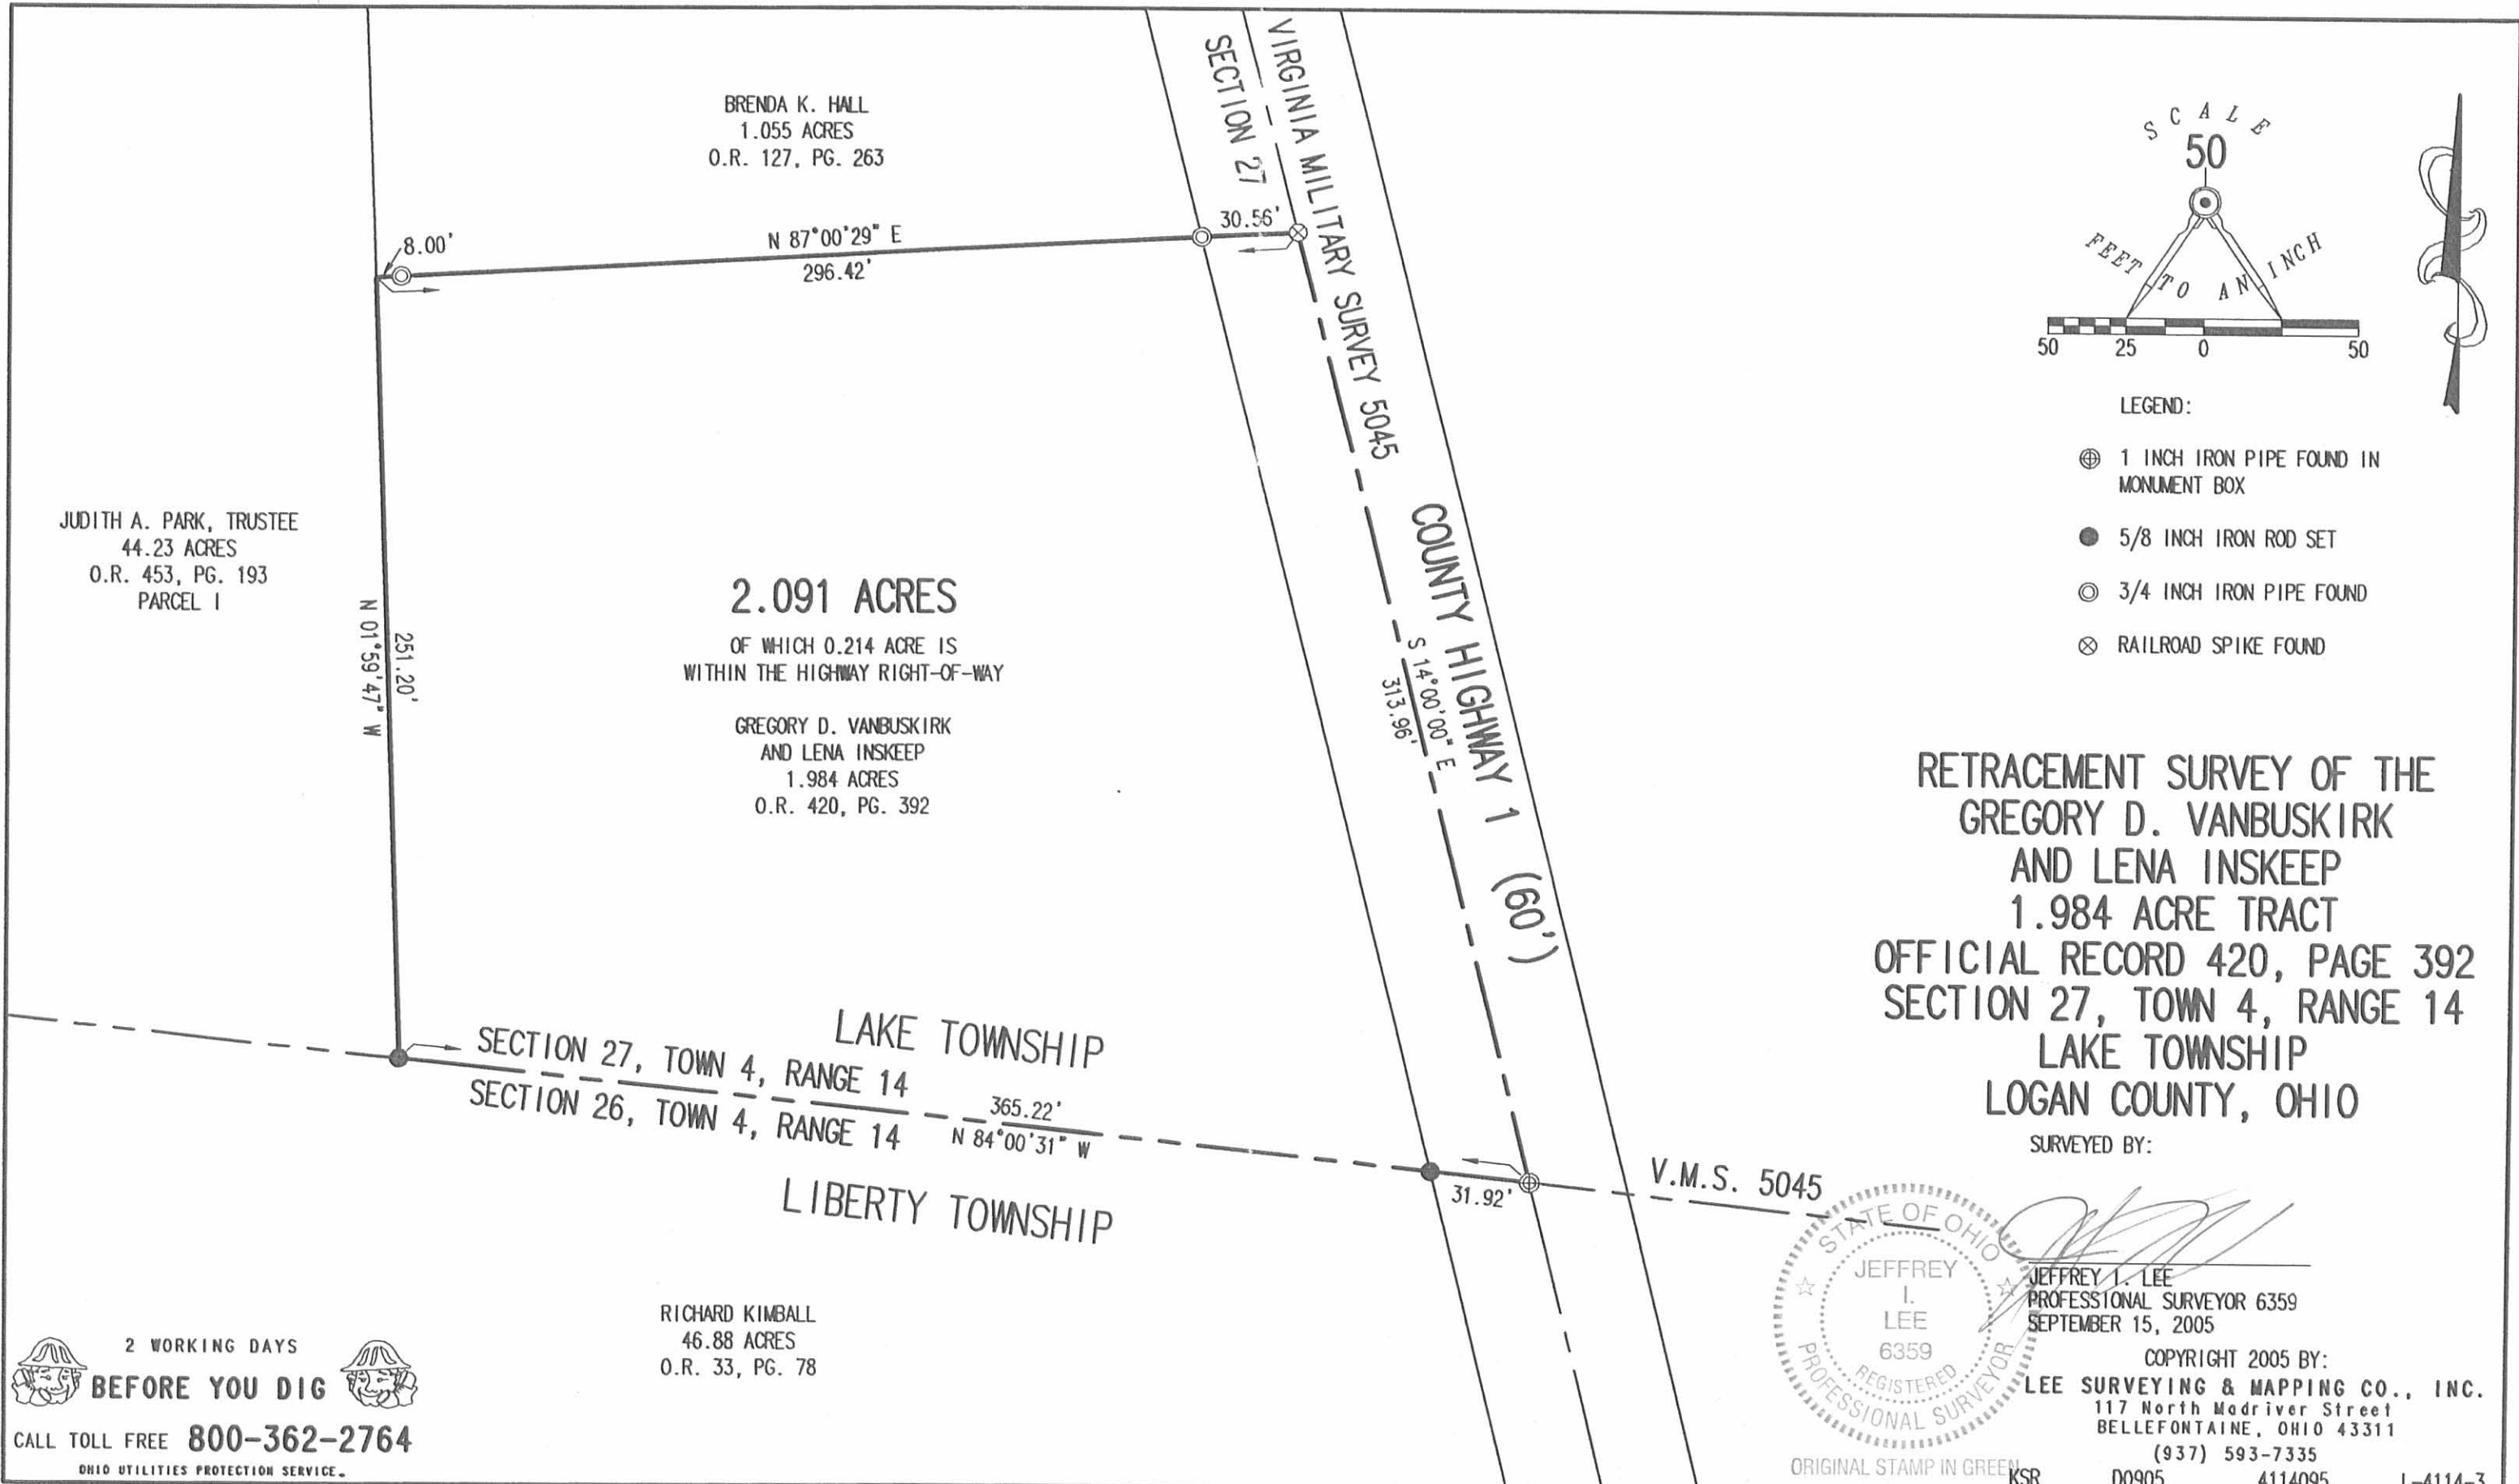 BRENDA K. HALL
1.055 ACRES
O.R. 127, PG. 263
SECTION 27
VIRGINIA MILITARY SURVEY 5045
8.00'
N 87°00'29" E
296.42'
30.56'
JUDITH A. PARK, TRUSTEE
44.23 ACRES
O.R. 453, PG. 193
PARCEL I
N 01°59'47" W
251.20'
2.091 ACRES
OF WHICH 0.214 ACRE IS
WITHIN THE HIGHWAY RIGHT-OF-WAY
GREGORY D. VANBUSKIRK
AND LENA INSKEEP
1.984 ACRES
O.R. 420, PG. 392
COUNTY HIGHWAY 1 (60')
S 14°00'00" E
313.96'
LAKE TOWNSHIP
SECTION 27, TOWN 4, RANGE 14
SECTION 26, TOWN 4, RANGE 14
365.22'
N 84°00'31" W
31.92'
V.M.S. 5045
LIBERTY TOWNSHIP
RICHARD KIMBALL
46.88 ACRES
O.R. 33, PG. 78
2 WORKING DAYS
BEFORE YOU DIG
CALL TOLL FREE 800-362-2764
OHIO UTILITIES PROTECTION SERVICE.
SCALE
50
FEET TO AN INCH
50 25 0 50
LEGEND:
1 INCH IRON PIPE FOUND IN
MONUMENT BOX
5/8 INCH IRON ROD SET
3/4 INCH IRON PIPE FOUND
RAILROAD SPIKE FOUND
RETRACEMENT SURVEY OF THE
GREGORY D. VANBUSKIRK
AND LENA INSKEEP
1.984 ACRE TRACT
OFFICIAL RECORD 420, PAGE 392
SECTION 27, TOWN 4, RANGE 14
LAKE TOWNSHIP
LOGAN COUNTY, OHIO
SURVEYED BY:
STATE OF OHIO
JEFFREY
I.
LEE
6359
REGISTERED
PROFESSIONAL SURVEYOR
ORIGINAL STAMP IN GREEN
JEFFREY I. LEE
PROFESSIONAL SURVEYOR 6359
SEPTEMBER 15, 2005
COPYRIGHT 2005 BY:
LEE SURVEYING & MAPPING CO., INC.
117 North Madriver Street
BELLEFONTAINE, OHIO 43311
(937) 593-7335
KSR D0905 4114095 L-4114-3